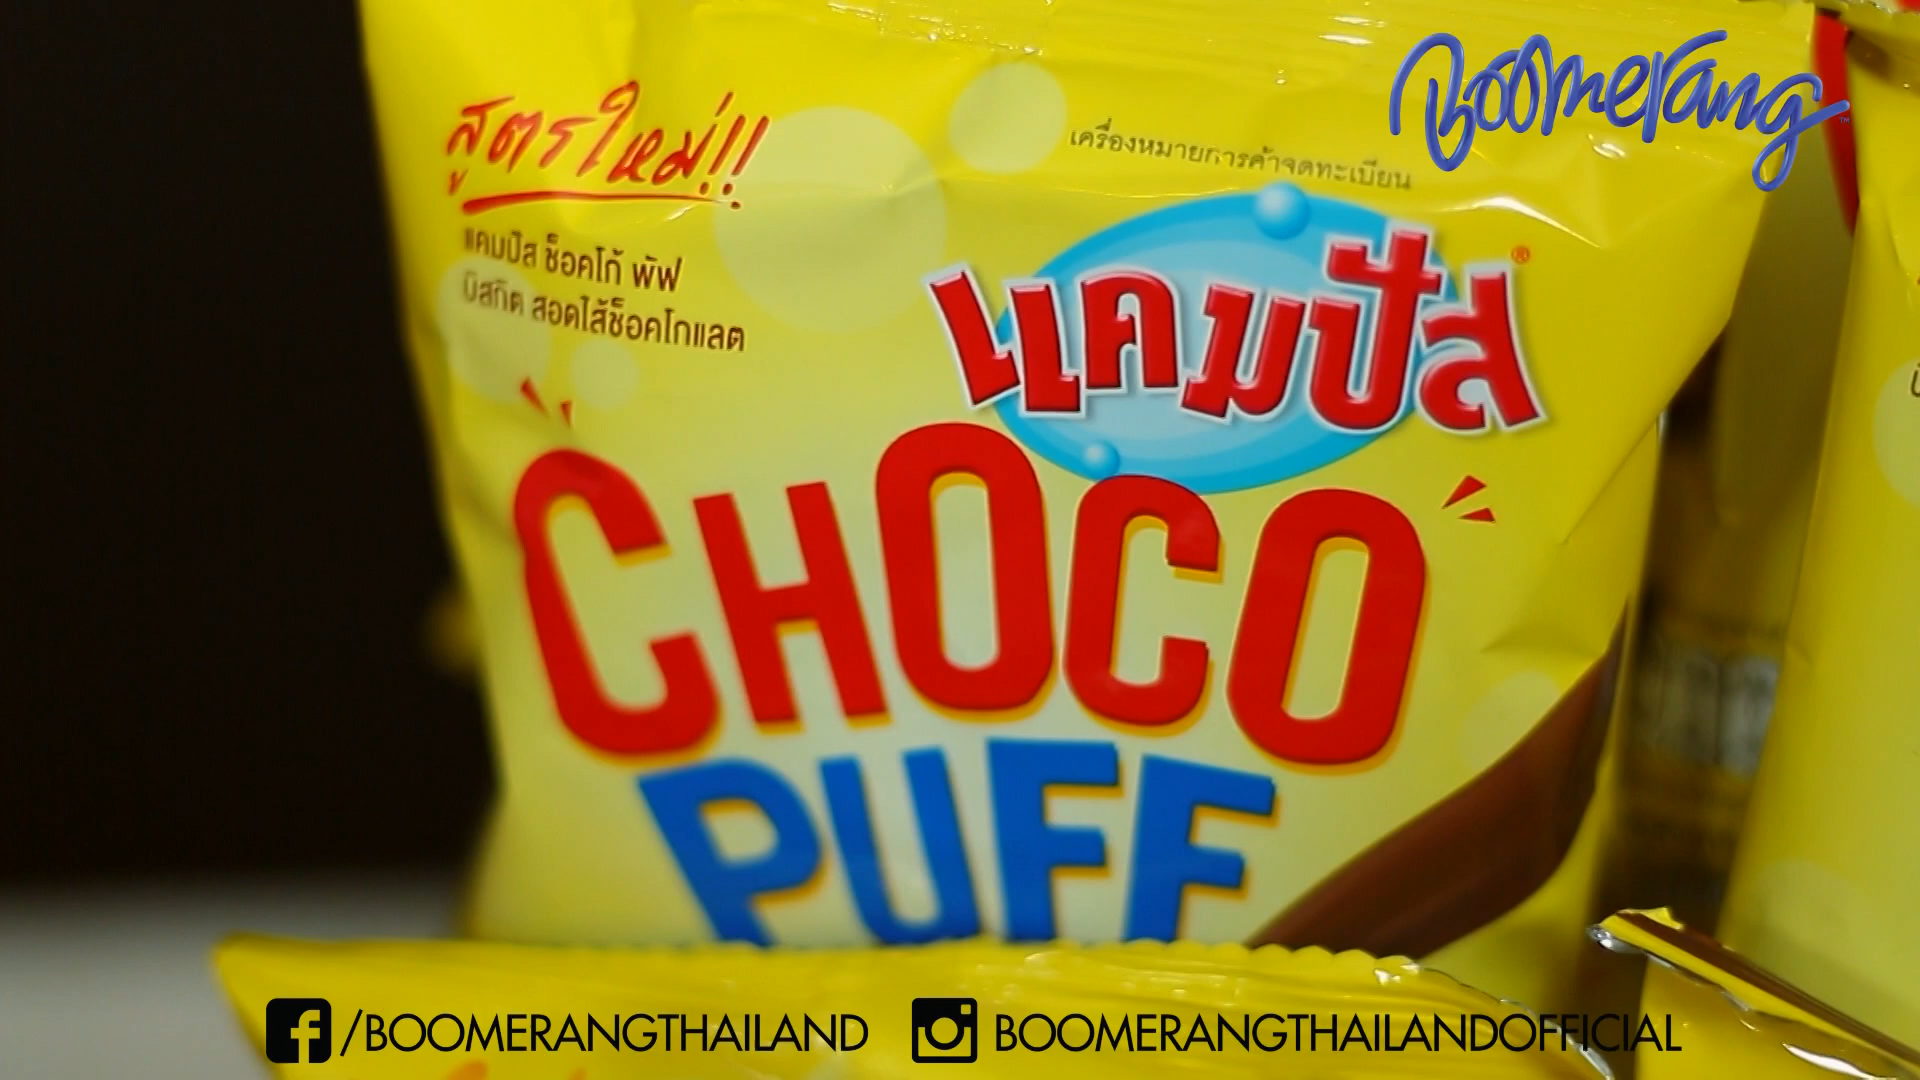 Boomerang
สูตรใหม่!!
เครื่องหมายการค้าจดทะเบียน
แคมปัส ช็อคโก้ พัฟ
บิสกิต สอดไส้ช็อคโกแลต
แคมปัส®
CHOCO
PUFF
/BOOMERANGTHAILAND
BOOMERANGTHAILANDOFFICIAL